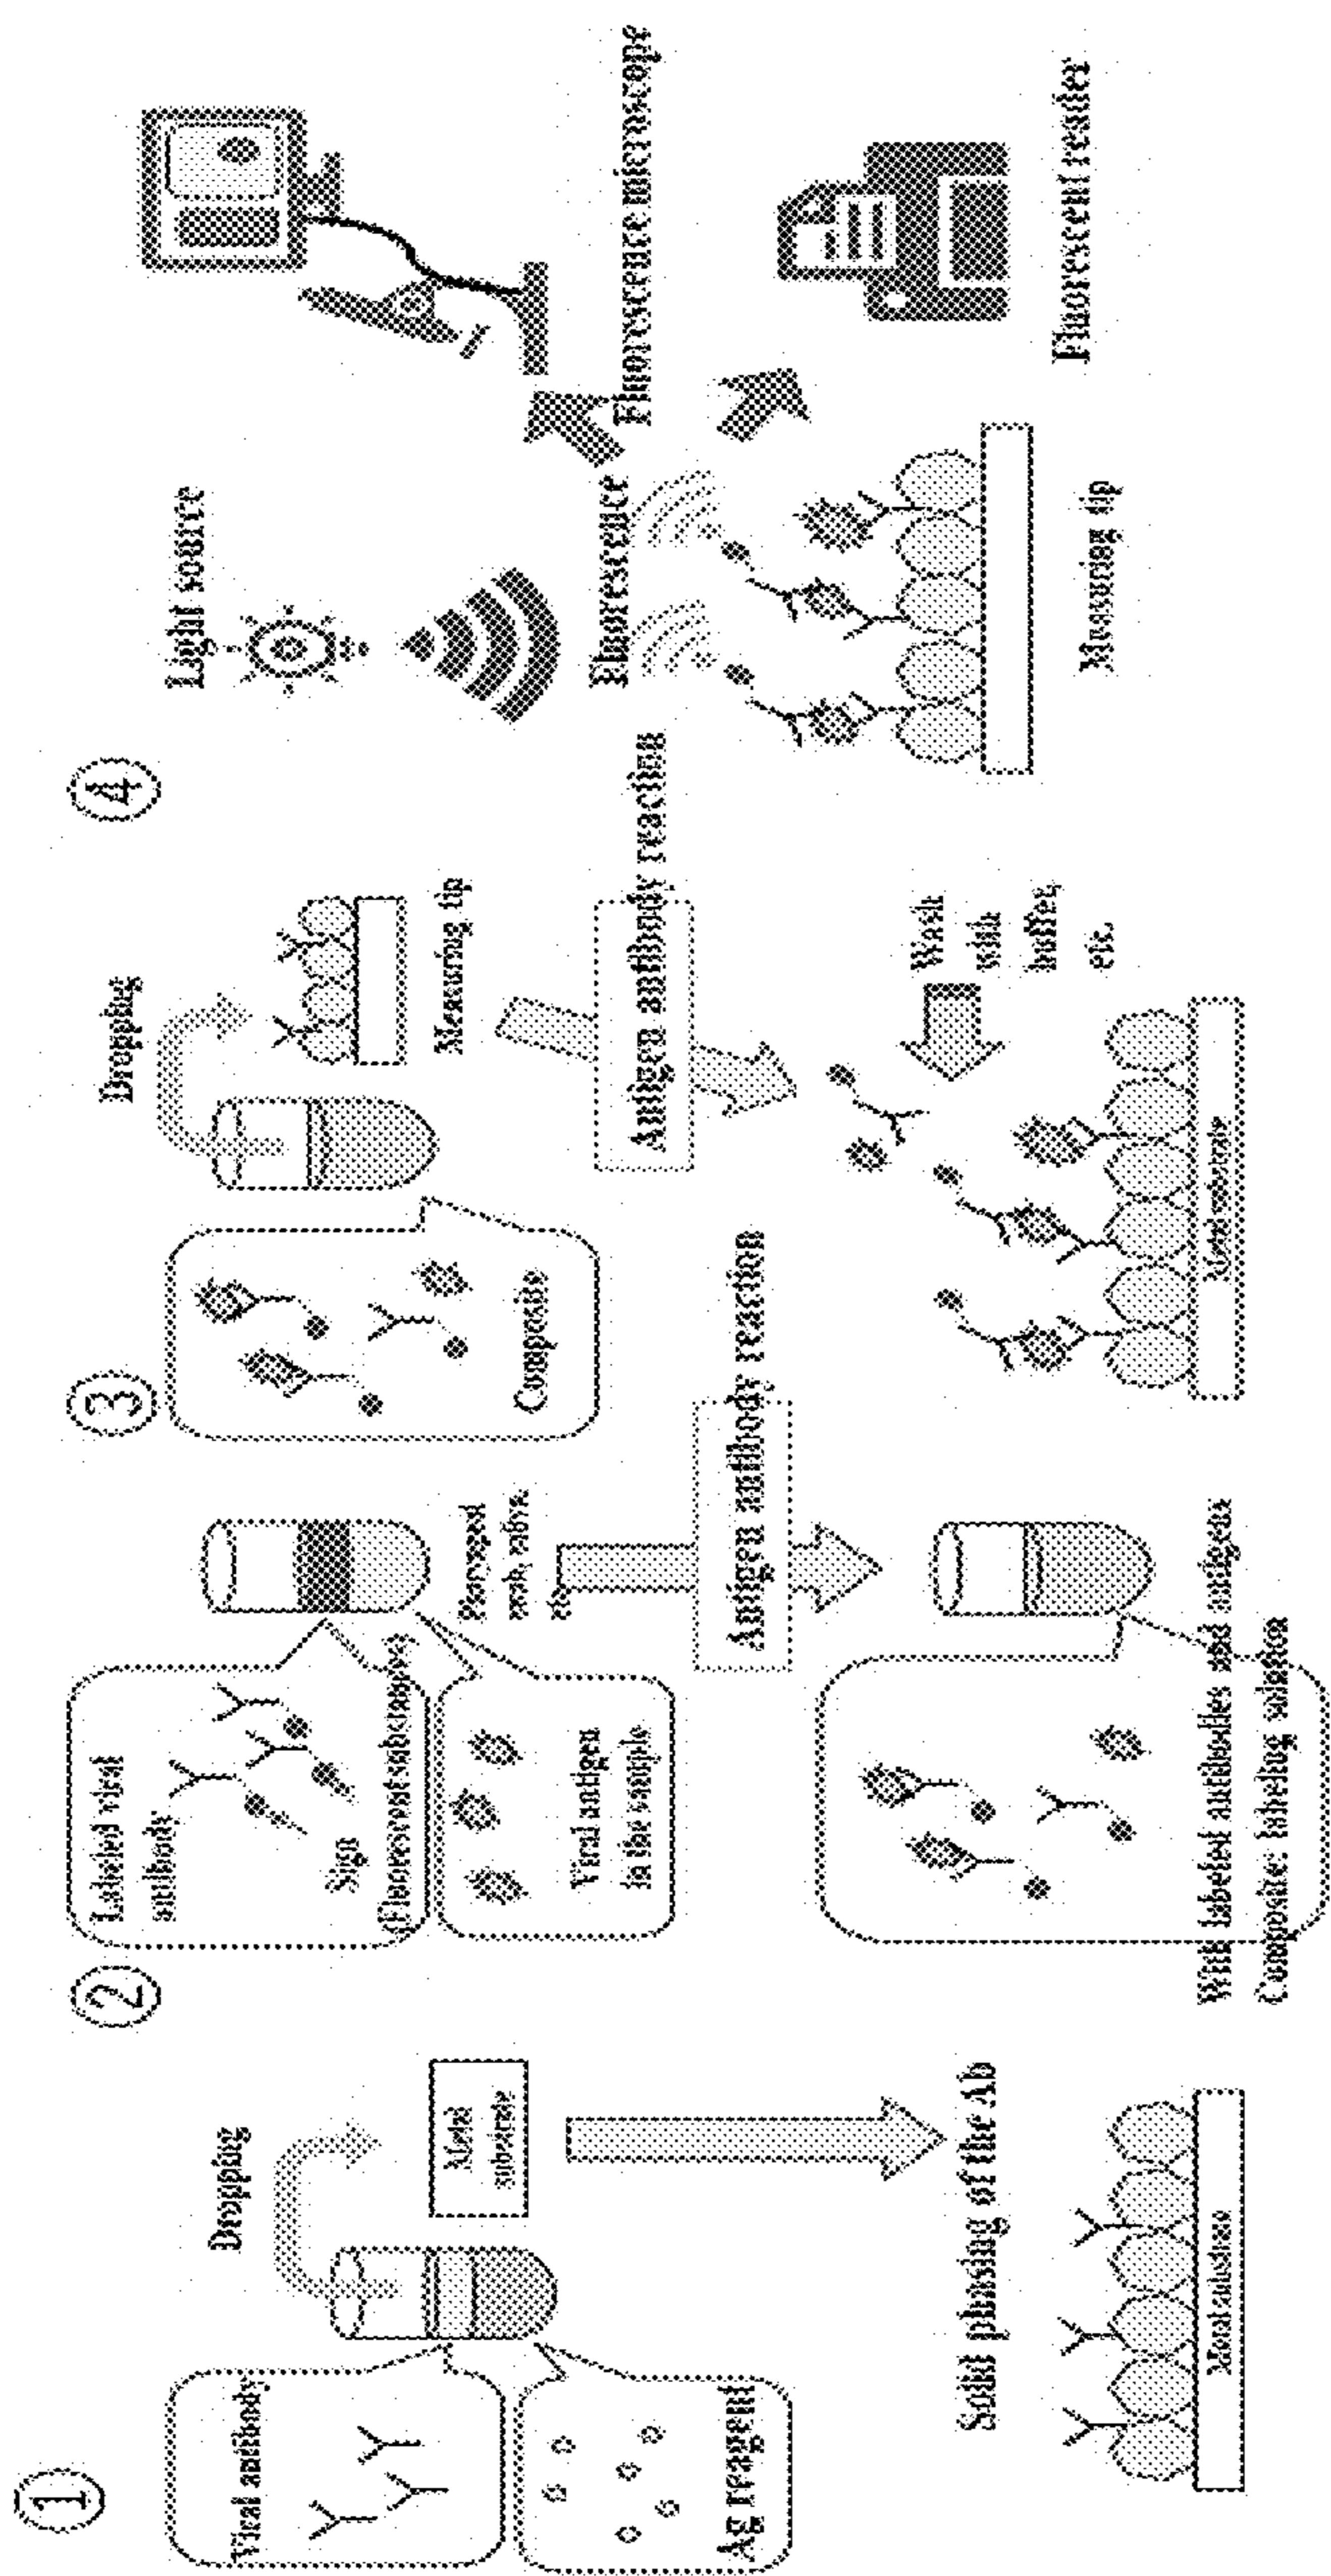 ①
Viral antibody
Ag reagent
Dropping
Metal
substrate
Solid phasing of the Ab
Metal substrate
②
Labeled viral
antibody
Sign
(Fluorescent substances)
Viral antigen
in the sample
Antigen antibody reaction
With labeled antibodies and antigens
Composite: labeling solution
③
Composite
Dropping
Measuring tip
Antigen antibody reaction
Wash
with
buffer,
etc.
Metal substrate
④
Light source
Fluorescence
Measuring tip
Fluorescence microscope
Fluorescent reader